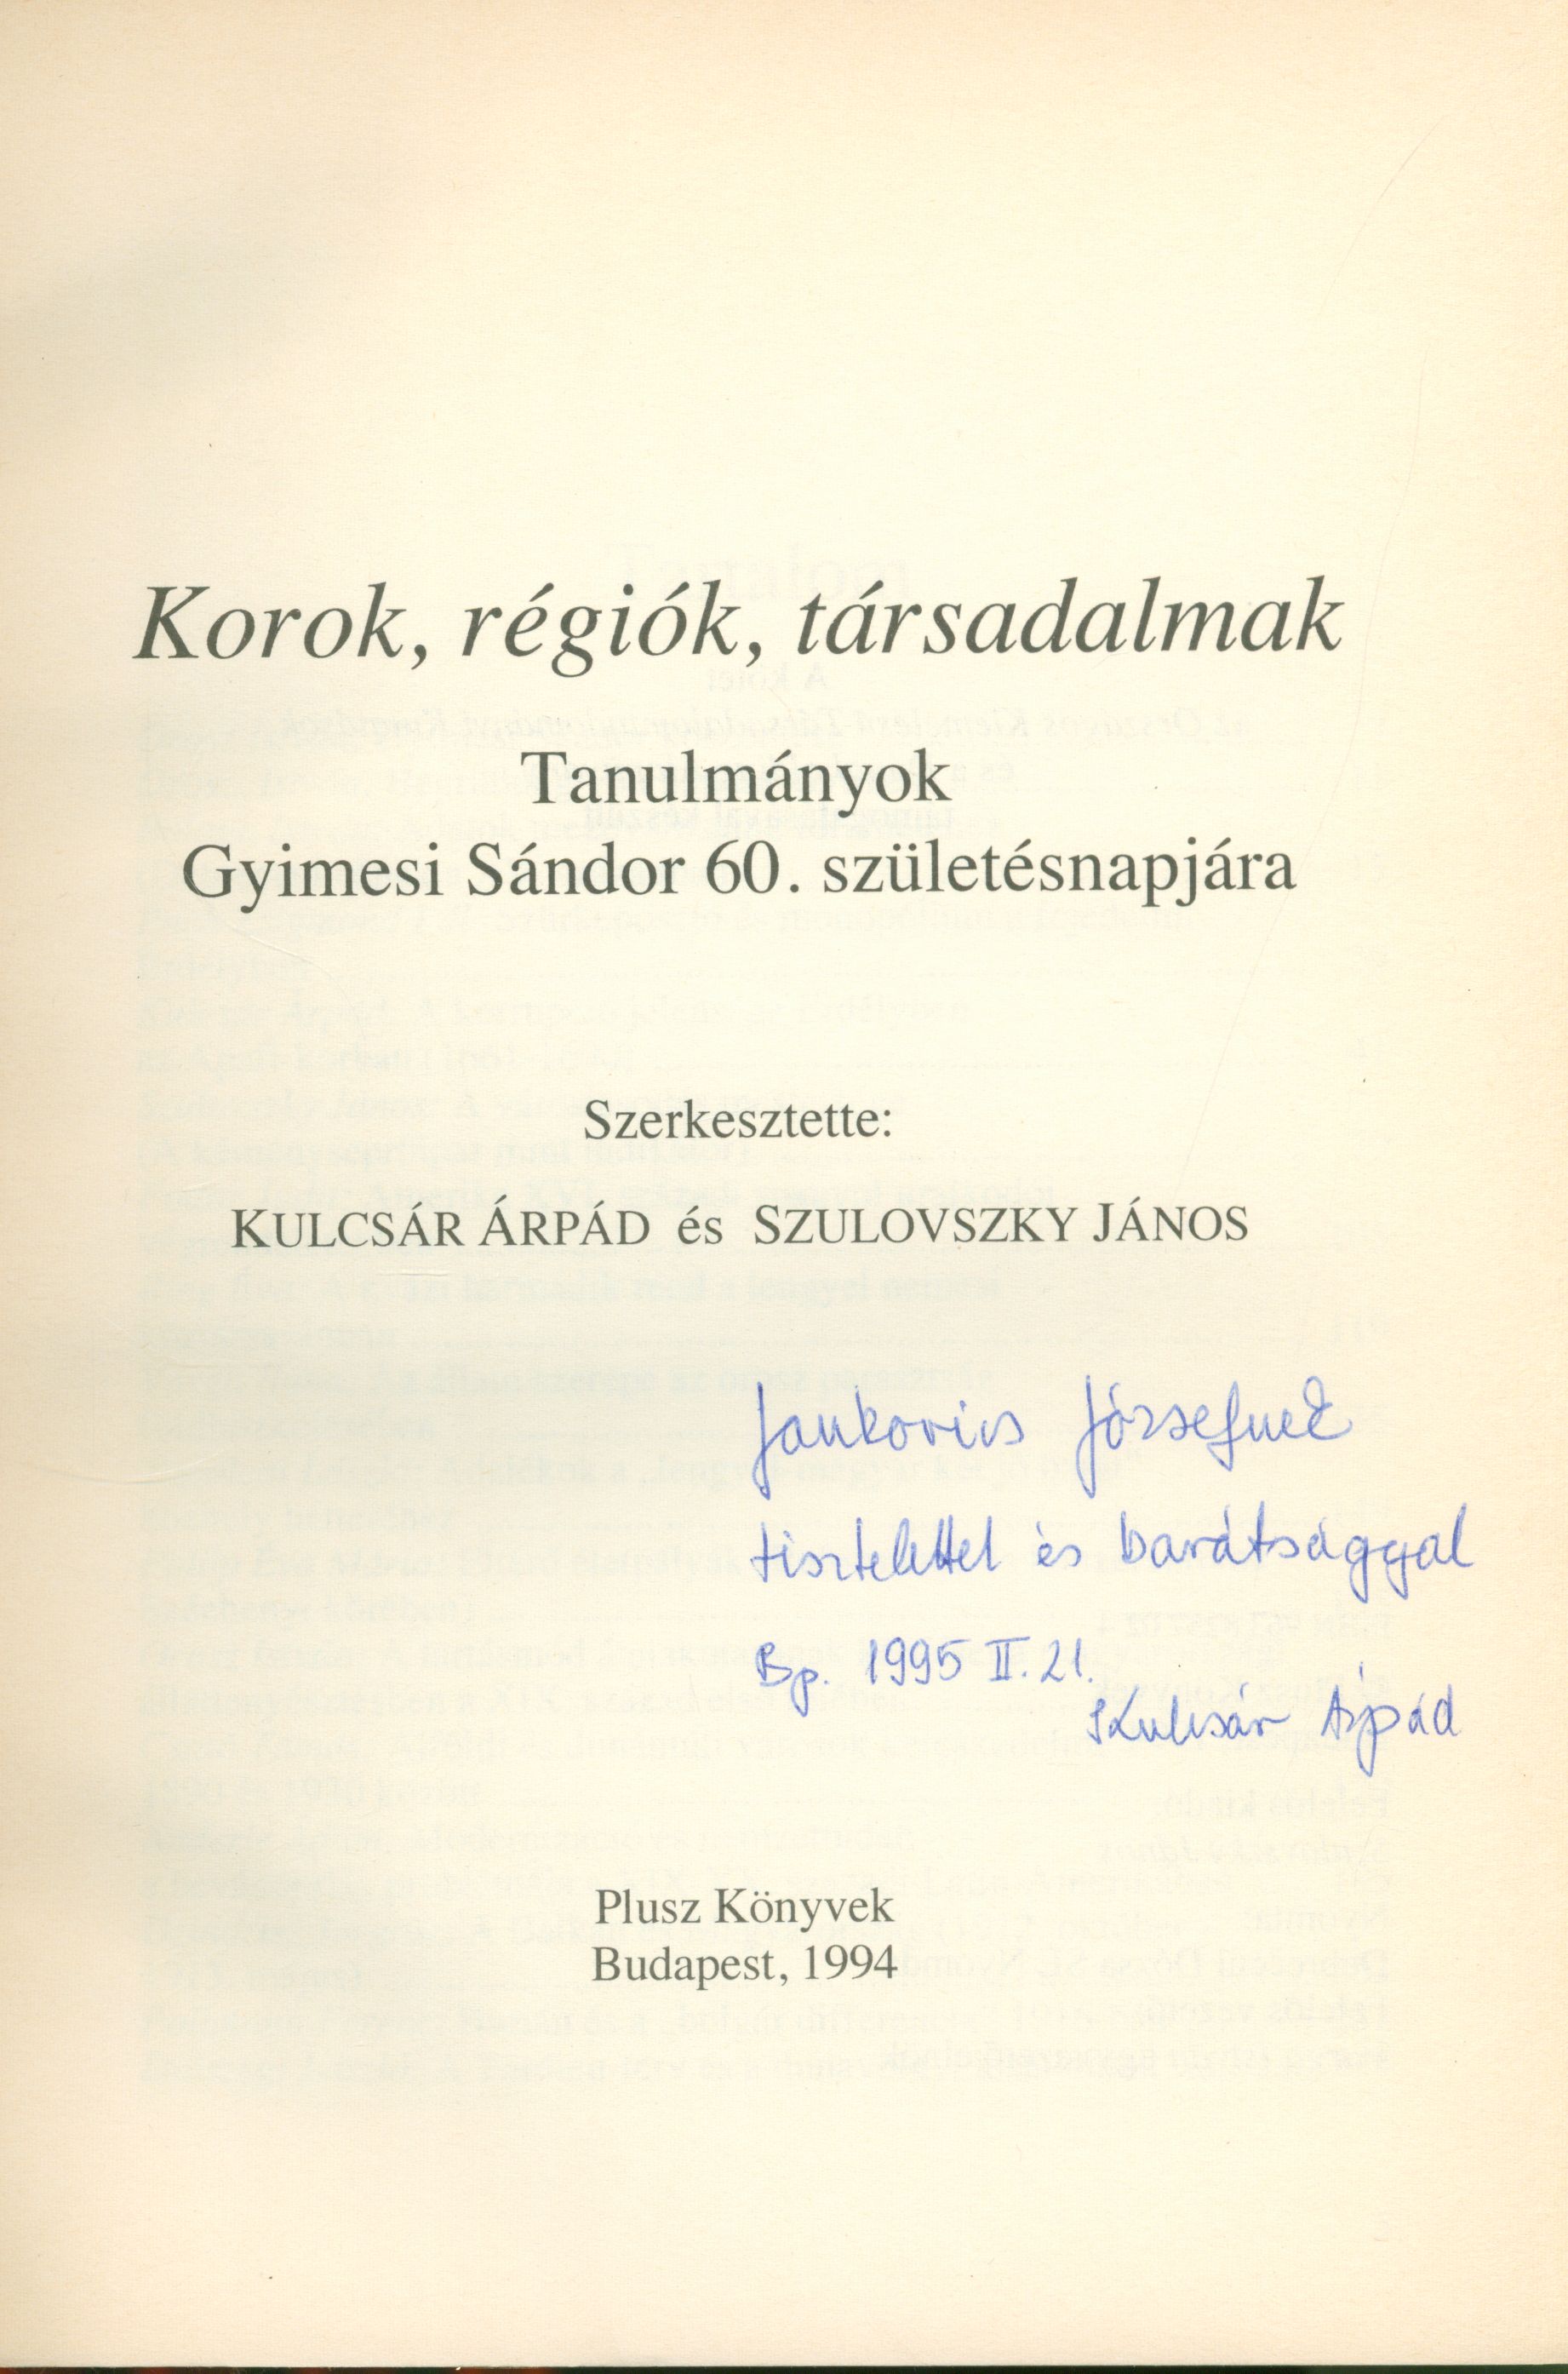 Korok, régiók, társadalmak
Tanulmányok
Gyimesi Sándor 60. születésnapjára
Szerkesztette:
KULCSÁR ÁRPÁD és SZULOVSZKY JÁNOS
Jankovics Józsefnek
tisztelettel és barátsággal
Bp. 1995 II. 21.
Kulcsár Árpád
Plusz Könyvek
Budapest, 1994